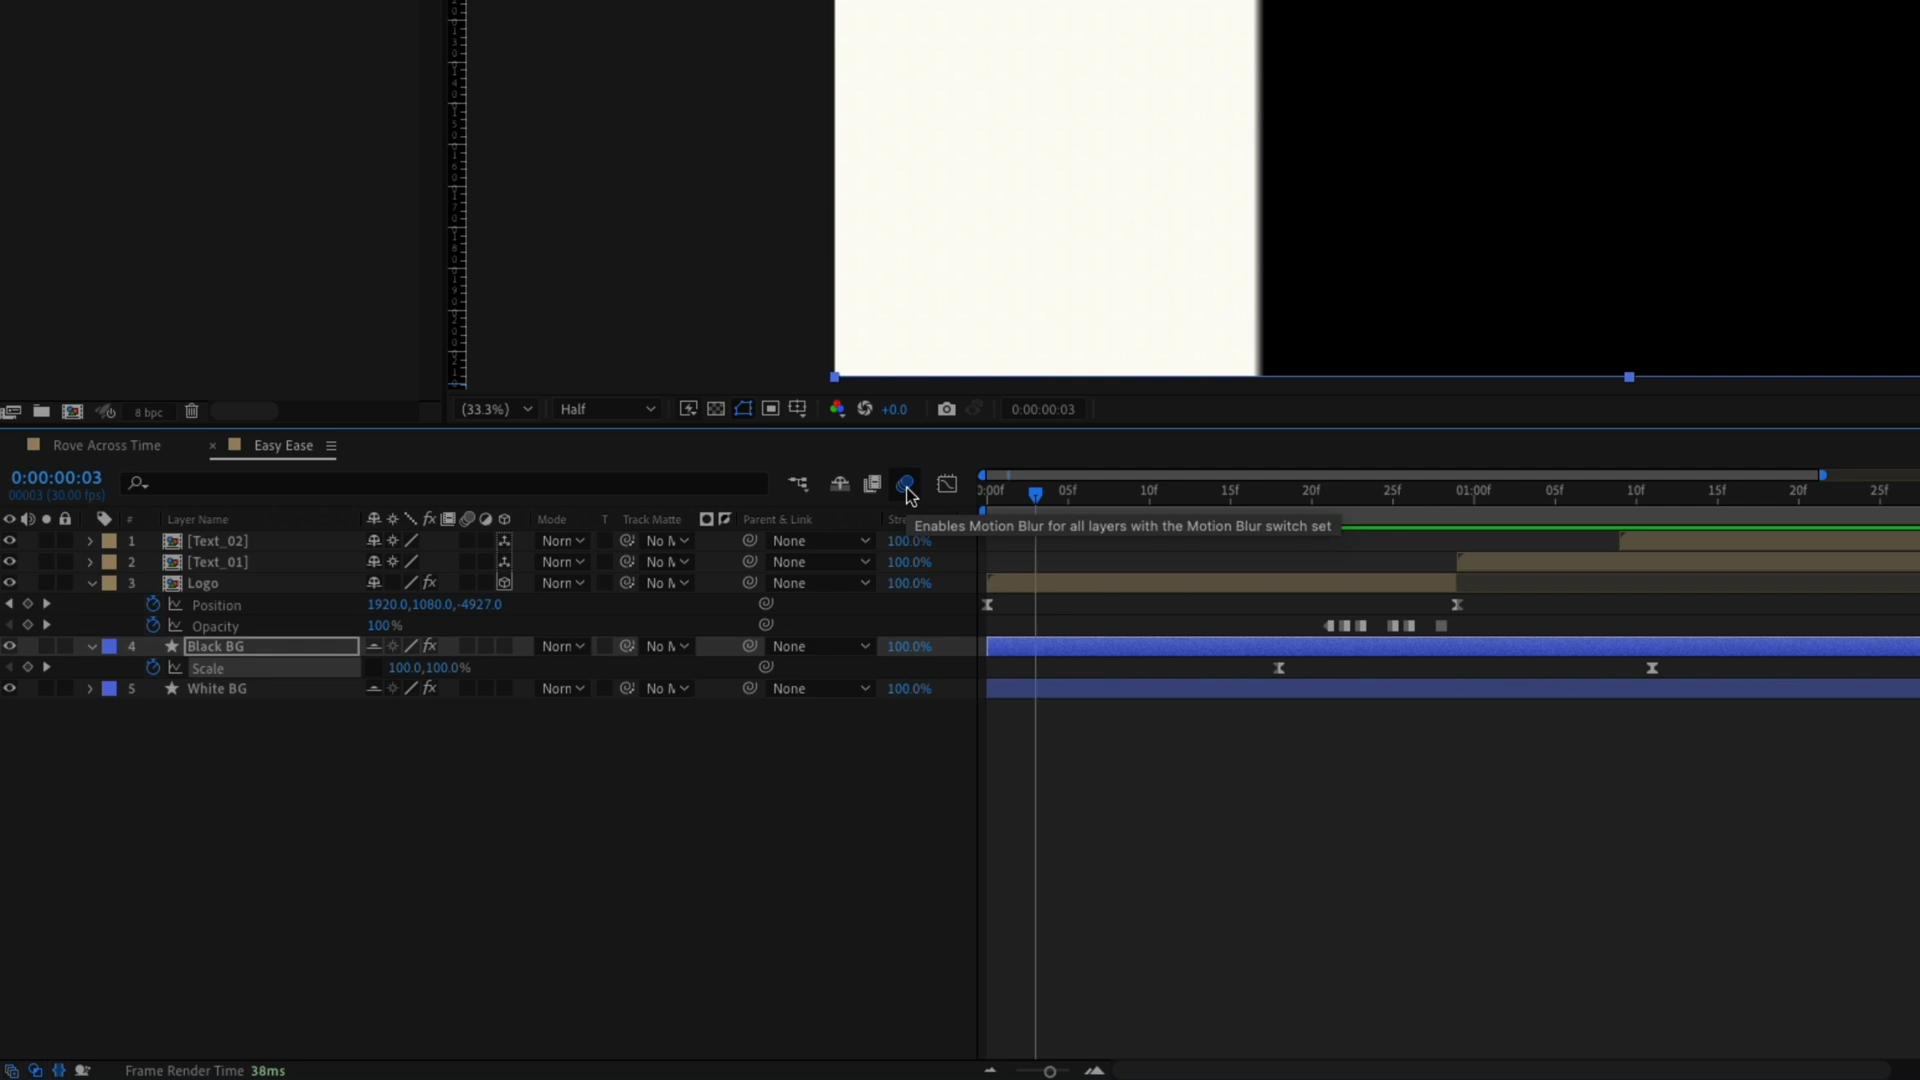 8 bpc
(33.3%)
Half
+0.0
0:00:00:03
Rove Across Time
× Easy Ease
0:00:00:03
00003 (30.00 fps)
:00f 05f 10f 15f 20f 25f 01:00f 05f 10f 15f 20f 25f
# Layer Name fx Mode T Track Matte Parent & Link Stre
Enables Motion Blur for all layers with the Motion Blur switch set
1 [Text_02] Norn No M None 100.0%
2 [Text_01] Norn No M None 100.0%
3 Logo fx Norn No M None 100.0%
Position 1920.0,1080.0,-4927.0
Opacity 100%
4 Black BG fx Norn No M None 100.0%
Scale 100.0,100.0%
5 White BG fx Norn No M None 100.0%
Frame Render Time 38ms